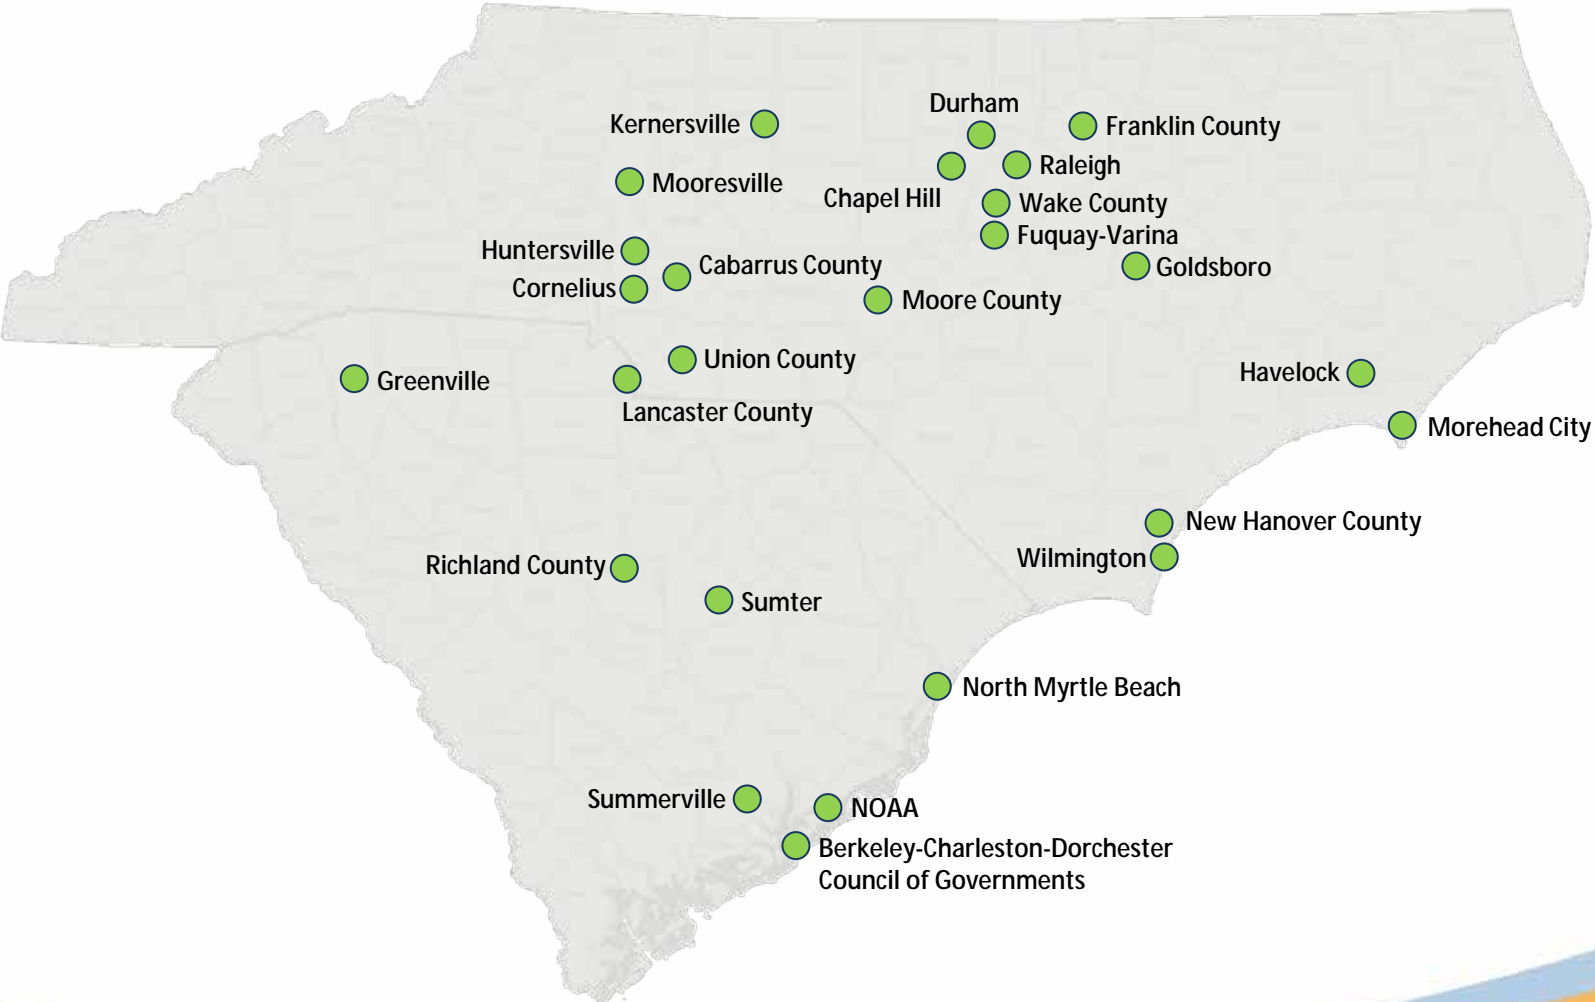 Durham
Kernersville
Franklin County
Raleigh
Mooresville
Chapel Hill
Wake County
Fuquay-Varina
Huntersville
Cabarrus County
Goldsboro
Cornelius
Moore County
Union County
Havelock
Greenville
Lancaster County
Morehead City
New Hanover County
Wilmington
Richland County
Sumter
North Myrtle Beach
Summerville
NOAA
Berkeley-Charleston-Dorchester
Council of Governments